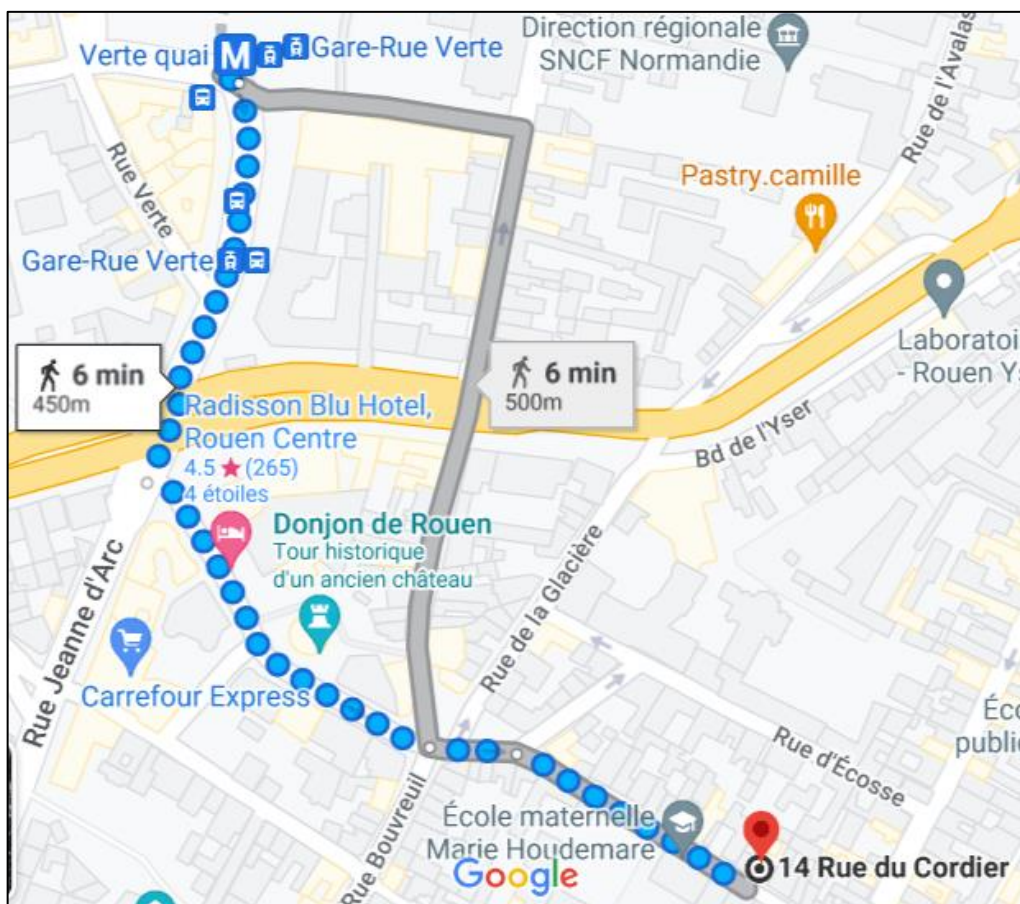 Verte quai
M
Gare-Rue Verte
Direction régionale
SNCF Normandie
Rue de l'Avalas
Rue Verte
Pastry.camille
Gare-Rue Verte
Laboratoi
- Rouen Ys
6 min
450m
6 min
500m
Radisson Blu Hotel,
Rouen Centre
4.5 ★ (265)
4 étoiles
Bd de l'Yser
Donjon de Rouen
Tour historique
d'un ancien château
Rue Jeanne d'Arc
Rue de la Glacière
Carrefour Express
Éco
publi
Rue d'Écosse
Rue Bouvreuil
École maternelle
Marie Houdemare
Google
14 Rue du Cordier